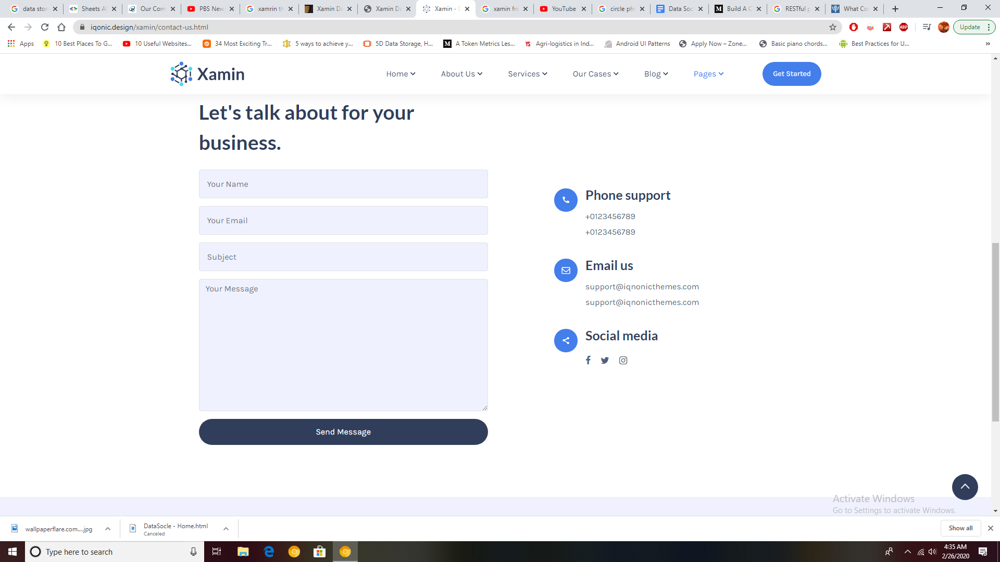 data stor
Sheets A
Our Com
PBS New
xamrin th
Xamin Da
Xamin Da
Xamin -
xamin fre
YouTube
circle pho
Data Soc
Build A C
RESTful p
What Co
iqonic.design/xamin/contact-us.html
Update
Apps
10 Best Places To G...
10 Useful Websites...
34 Most Exciting Tr...
5 ways to achieve y...
5D Data Storage, H...
A Token Metrics Les...
Agri-logistics in Ind...
Android UI Patterns
Apply Now – Zone...
Basic piano chords...
Best Practices for U...
Xamin
Home
About Us
Services
Our Cases
Blog
Pages
Get Started
Let's talk about for your
business.
Your Name
Your Email
Subject
Your Message
Send Message
Phone support
+0123456789
+0123456789
Email us
support@iqnonicthemes.com
support@iqnonicthemes.com
Social media
Activate Windows
Go to Settings to activate Windows.
wallpaperflare.com....jpg
DataSocle - Home.html
Canceled
Show all
Type here to search
4:35 AM
2/26/2020